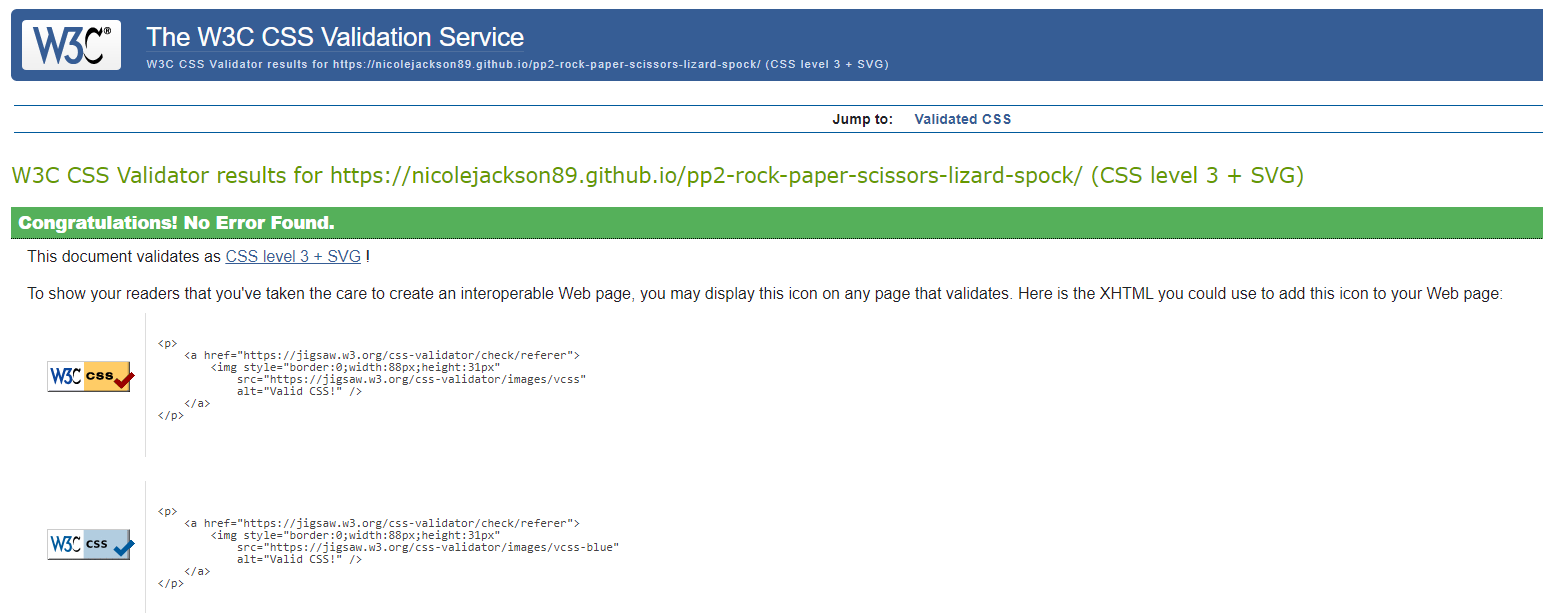 W3C®
The W3C CSS Validation Service
W3C CSS Validator results for https://nicolejackson89.github.io/pp2-rock-paper-scissors-lizard-spock/ (CSS level 3 + SVG)
Jump to: Validated CSS
W3C CSS Validator results for https://nicolejackson89.github.io/pp2-rock-paper-scissors-lizard-spock/ (CSS level 3 + SVG)
Congratulations! No Error Found.
This document validates as CSS level 3 + SVG !
To show your readers that you've taken the care to create an interoperable Web page, you may display this icon on any page that validates. Here is the XHTML you could use to add this icon to your Web page:
W3C css
<p>
    <a href="https://jigsaw.w3.org/css-validator/check/referer">
        <img style="border:0;width:88px;height:31px"
            src="https://jigsaw.w3.org/css-validator/images/vcss"
            alt="Valid CSS!" />
    </a>
</p>
W3C css
<p>
    <a href="https://jigsaw.w3.org/css-validator/check/referer">
        <img style="border:0;width:88px;height:31px"
            src="https://jigsaw.w3.org/css-validator/images/vcss-blue"
            alt="Valid CSS!" />
    </a>
</p>